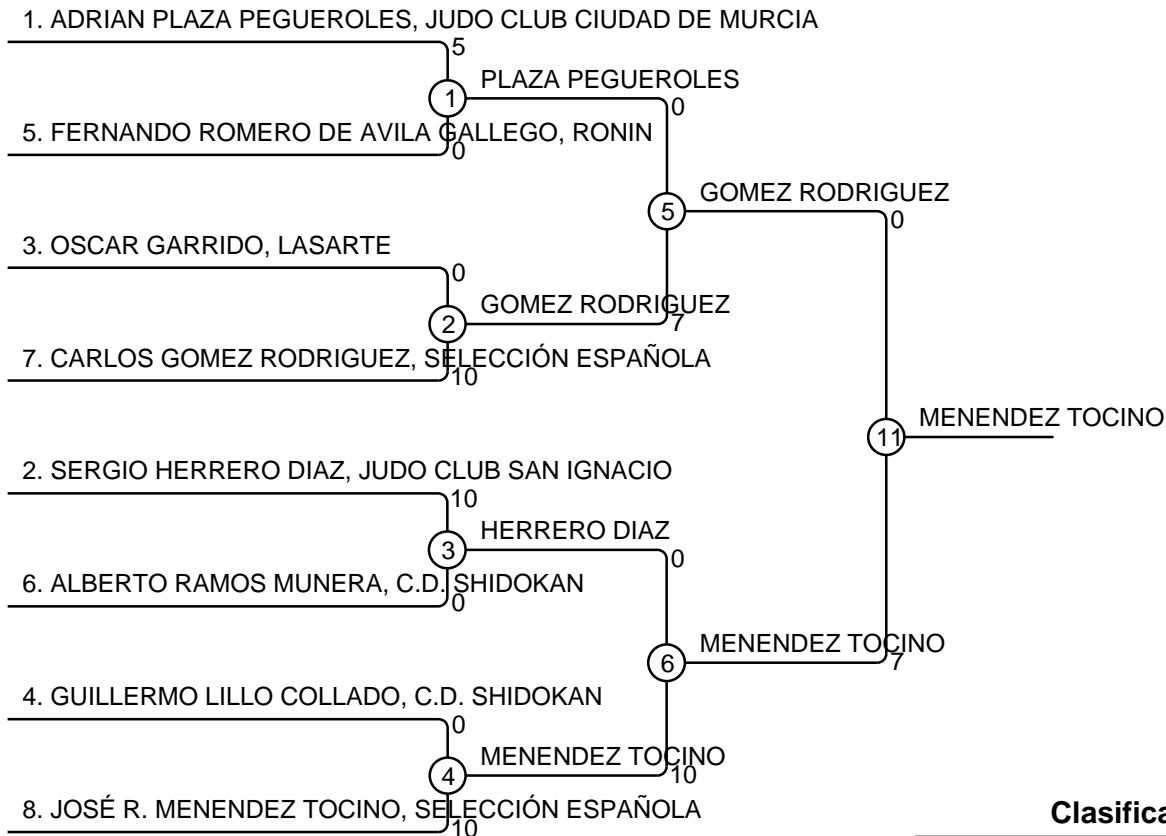 1. ADRIAN PLAZA PEGUEROLES, JUDO CLUB CIUDAD DE MURCIA
5
PLAZA PEGUEROLES
1
0
5. FERNANDO ROMERO DE AVILA GALLEGO, RONIN
0
GOMEZ RODRIGUEZ
5
0
3. OSCAR GARRIDO, LASARTE
0
GOMEZ RODRIGUEZ
2
7
7. CARLOS GOMEZ RODRIGUEZ, SELECCIÓN ESPAÑOLA
10
MENENDEZ TOCINO
11
2. SERGIO HERRERO DIAZ, JUDO CLUB SAN IGNACIO
10
HERRERO DIAZ
3
0
6. ALBERTO RAMOS MUNERA, C.D. SHIDOKAN
0
MENENDEZ TOCINO
6
7
4. GUILLERMO LILLO COLLADO, C.D. SHIDOKAN
0
MENENDEZ TOCINO
4
10
8. JOSÉ R. MENENDEZ TOCINO, SELECCIÓN ESPAÑOLA
10
Clasifica